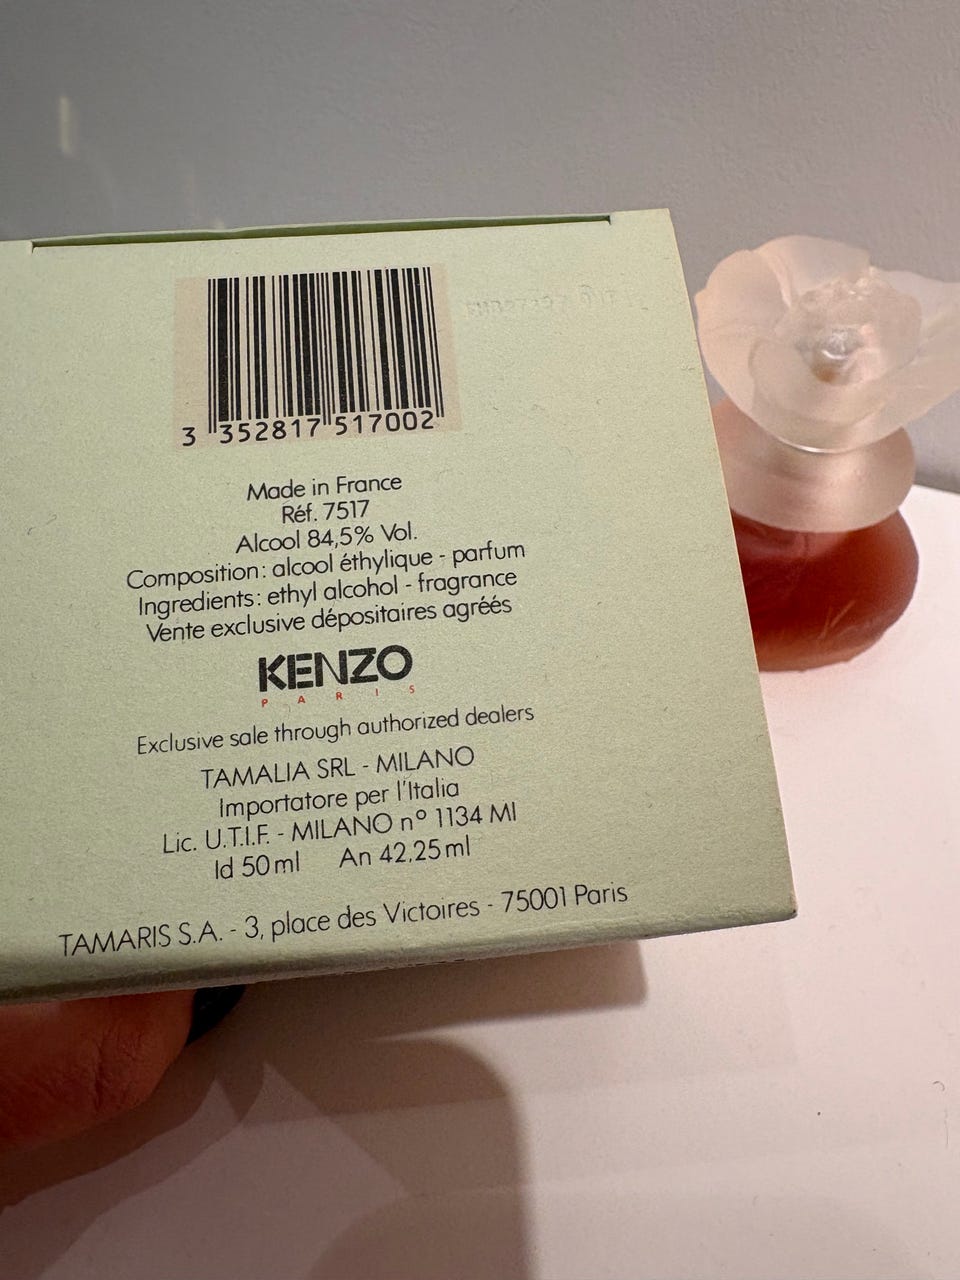 3 352817 517002
Made in France
Réf. 7517
Alcool 84,5% Vol.
Composition: alcool éthylique - parfum
Ingredients: ethyl alcohol - fragrance
Vente exclusive dépositaires agréés
KENZO
PARIS
Exclusive sale through authorized dealers
TAMALIA SRL - MILANO
Importatore per l'Italia
Lic. U.T.I.F. - MILANO n° 1134 MI
Id 50 ml An 42,25 ml
TAMARIS S.A. - 3, place des Victoires - 75001 Paris